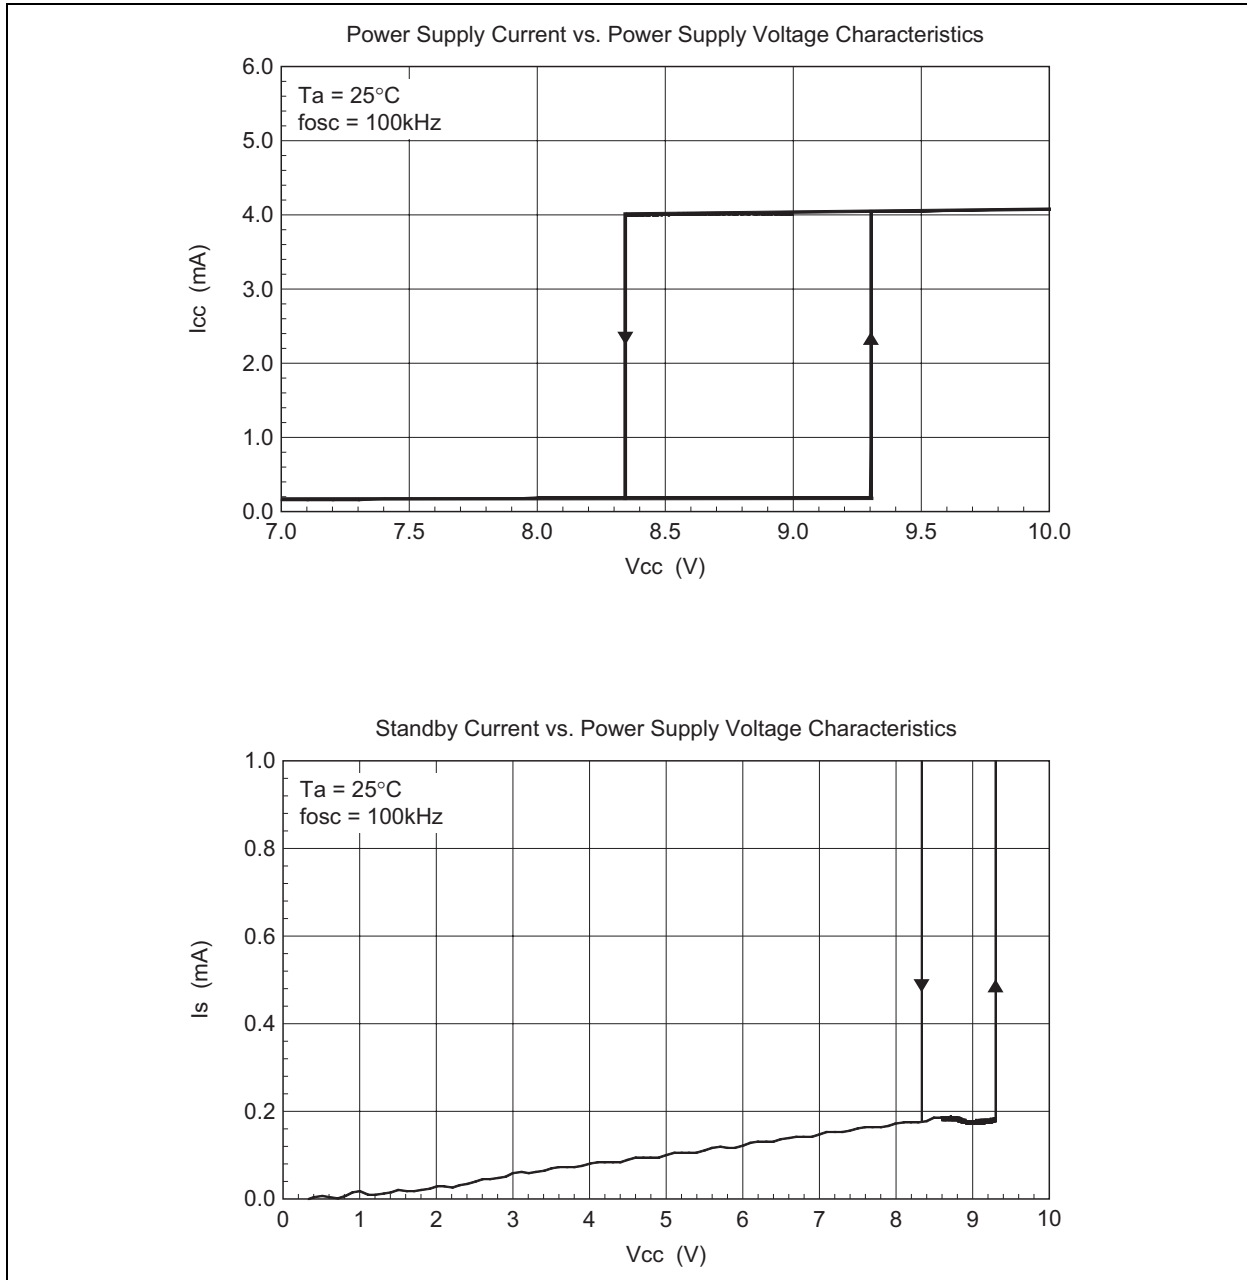 Power Supply Current vs. Power Supply Voltage Characteristics
6.0
Ta = 25°C
fosc = 100kHz
5.0
4.0
Icc (mA)
3.0
2.0
1.0
0.0
7.0 7.5 8.0 8.5 9.0 9.5 10.0
Vcc (V)
Standby Current vs. Power Supply Voltage Characteristics
1.0
Ta = 25°C
fosc = 100kHz
0.8
0.6
Is (mA)
0.4
0.2
0.0
0 1 2 3 4 5 6 7 8 9 10
Vcc (V)